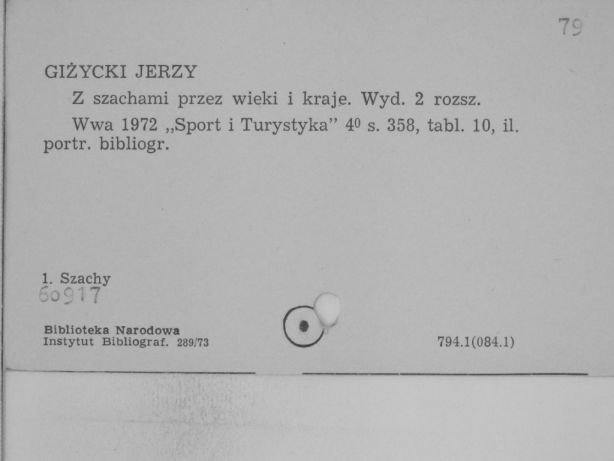 79
GIŻYCKI JERZY
Z szachami przez wieki i kraje. Wyd. 2 rozsz.
Wwa 1972 „Sport i Turystyka” 4⁰ s. 358, tabl. 10, il.
portr. bibliogr.
1. Szachy
60917
Biblioteka Narodowa
Instytut Bibliograf. 289/73
794.1(084.1)